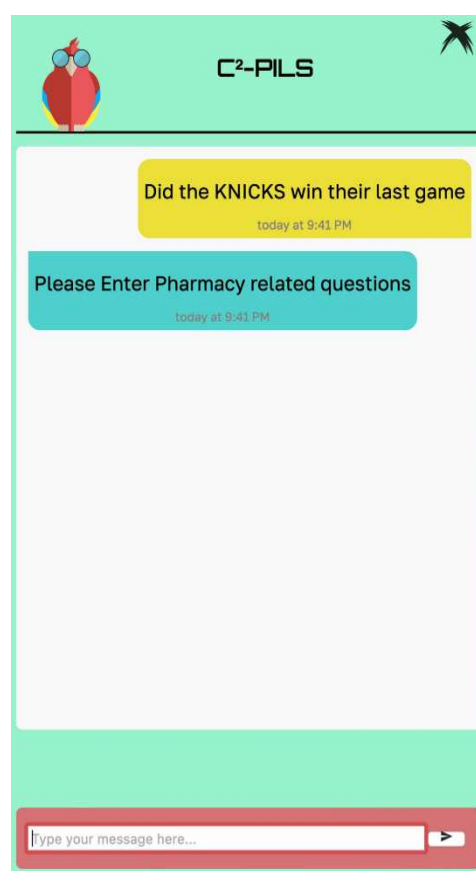 C²-PILS
Did the KNICKS win their last game
today at 9:41 PM
Please Enter Pharmacy related questions
today at 9:41 PM
Type your message here...